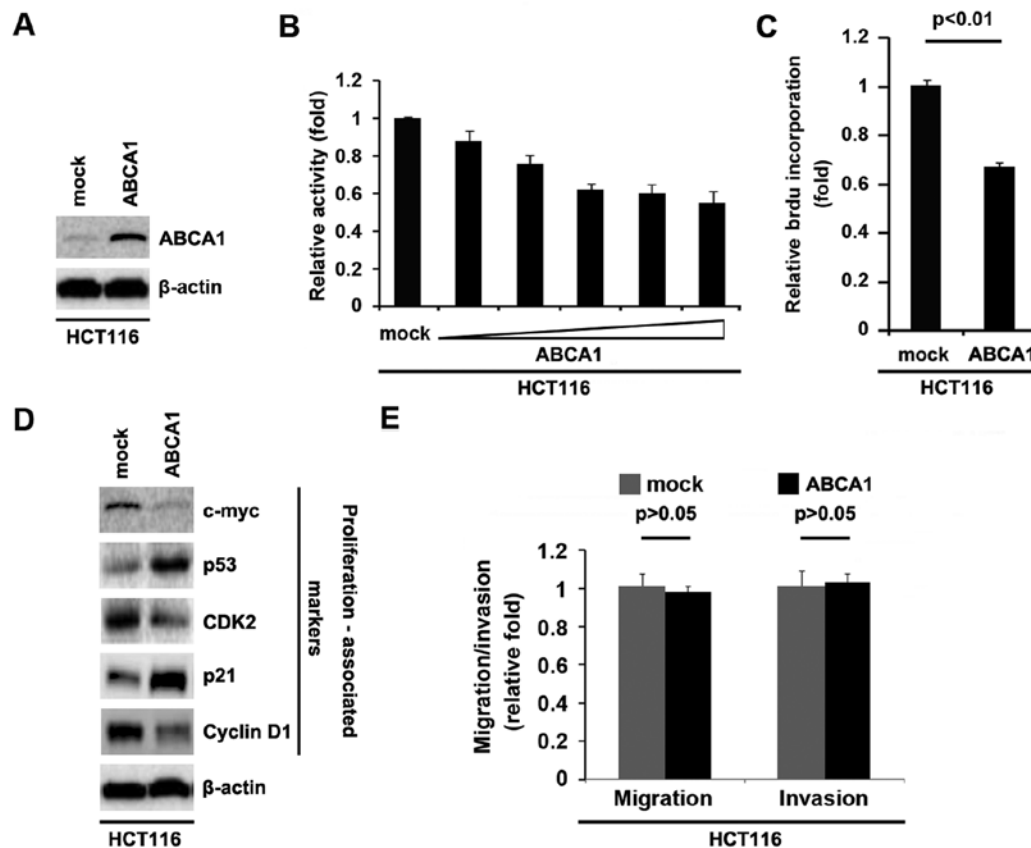 A
mock
ABCA1
ABCA1
β-actin
HCT116
B
Relative activity (fold)
1.2
1
0.8
0.6
0.4
0.2
0
mock
ABCA1
HCT116
C
p<0.01
Relative brdu incorporation
(fold)
1.2
1
0.8
0.6
0.4
0.2
0
mock ABCA1
HCT116
D
mock
ABCA1
c-myc
p53
CDK2
p21
Cyclin D1
β-actin
Proliferation - associated
markers
HCT116
E
mock
ABCA1
p>0.05
p>0.05
Migration/invasion
(relative fold)
1.2
1
0.8
0.6
0.4
0.2
0
Migration
Invasion
HCT116